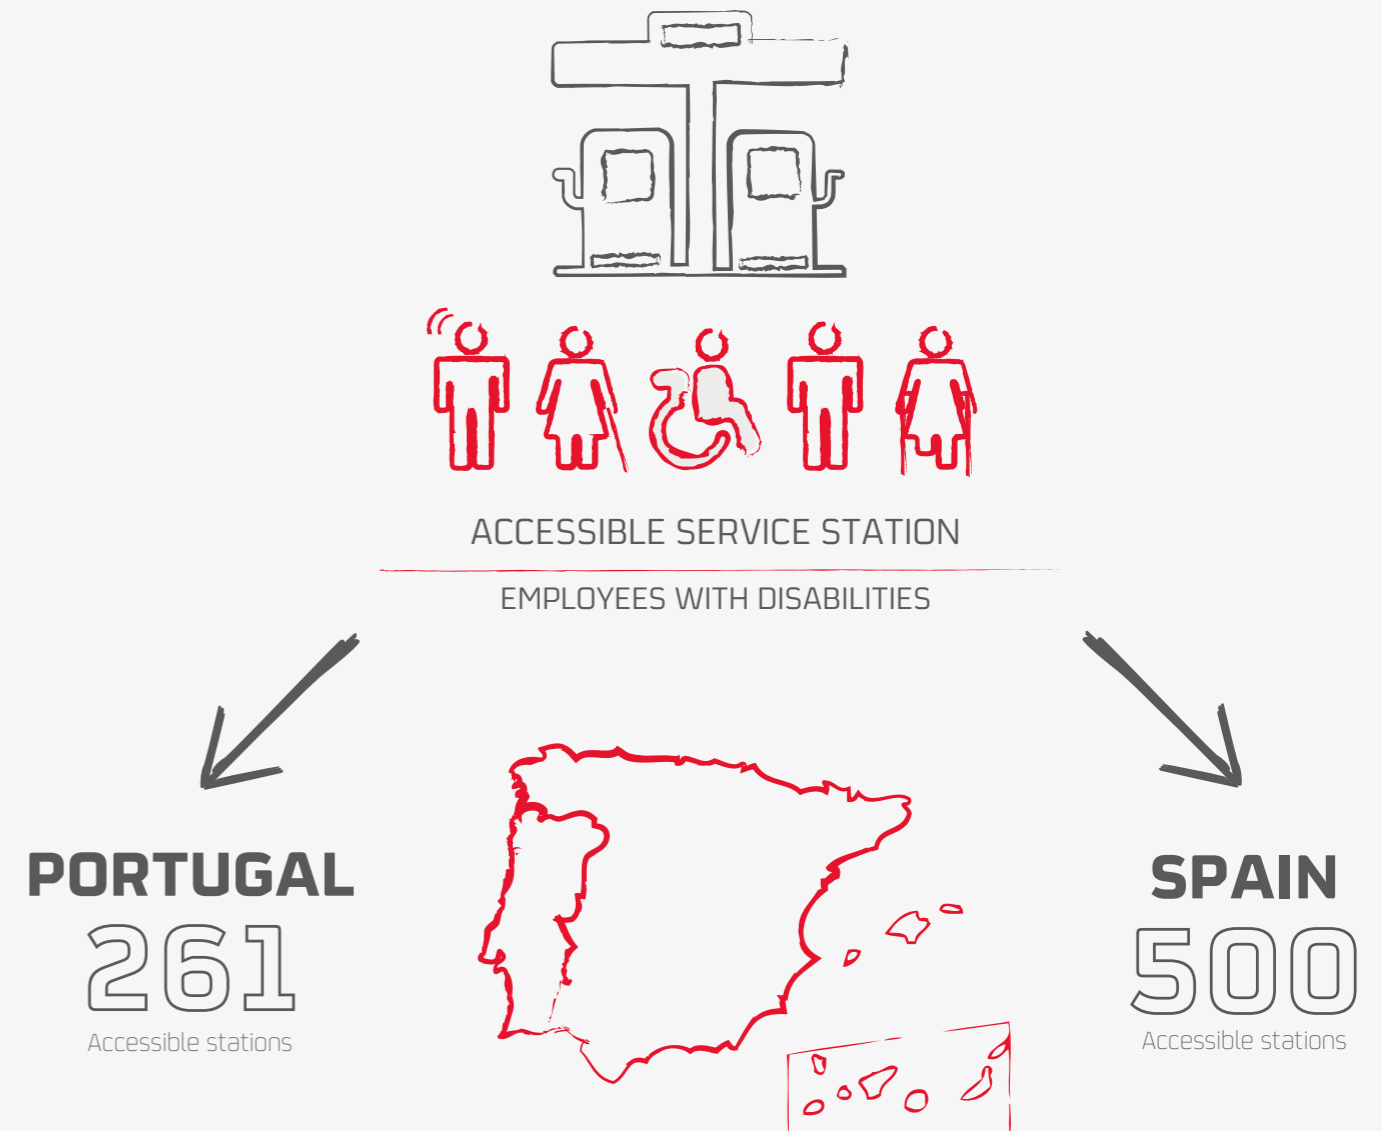 ACCESSIBLE SERVICE STATION
EMPLOYEES WITH DISABILITIES
PORTUGAL
261
Accessible stations
SPAIN
500
Accessible stations